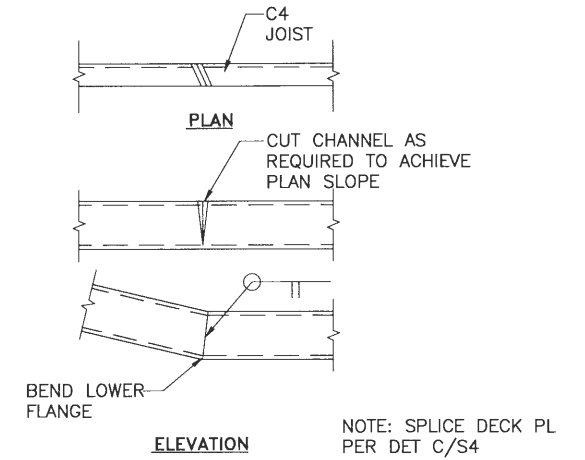 C4
JOIST
PLAN
CUT CHANNEL AS
REQUIRED TO ACHIEVE
PLAN SLOPE
BEND LOWER
FLANGE
ELEVATION
NOTE: SPLICE DECK PL
PER DET C/S4